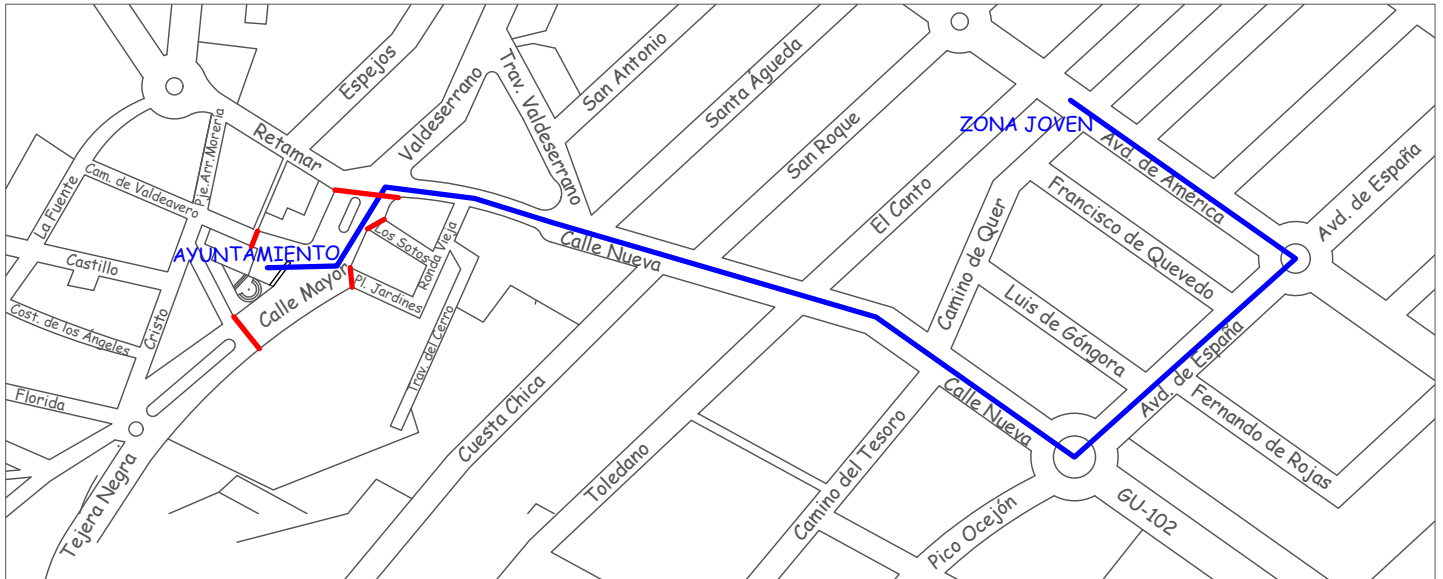 Espejos
San Antonio
Santa Águeda
Trav. Valdeserrano
Valdeserrano
Retamar
Pje.Arr.Morería
San Roque
ZONA JOVEN
Avd. de América
Avd. de España
La Fuente
Cam. de Valdeavero
El Canto
Francisco de Quevedo
Camino de Quer
Los Sotos
Ronda Vieja
Calle Nueva
AYUNTAMIENTO
Castillo
Calle Mayor
Pl. Jardines
Luis de Góngora
Cost. de los Ángeles
Cristo
Trav. del Cerro
Avd. de España
Florida
Cuesta Chica
Calle Nueva
Fernando de Rojas
Toledano
Camino del Tesoro
Tejera Negra
Pico Ocejón
GU-102